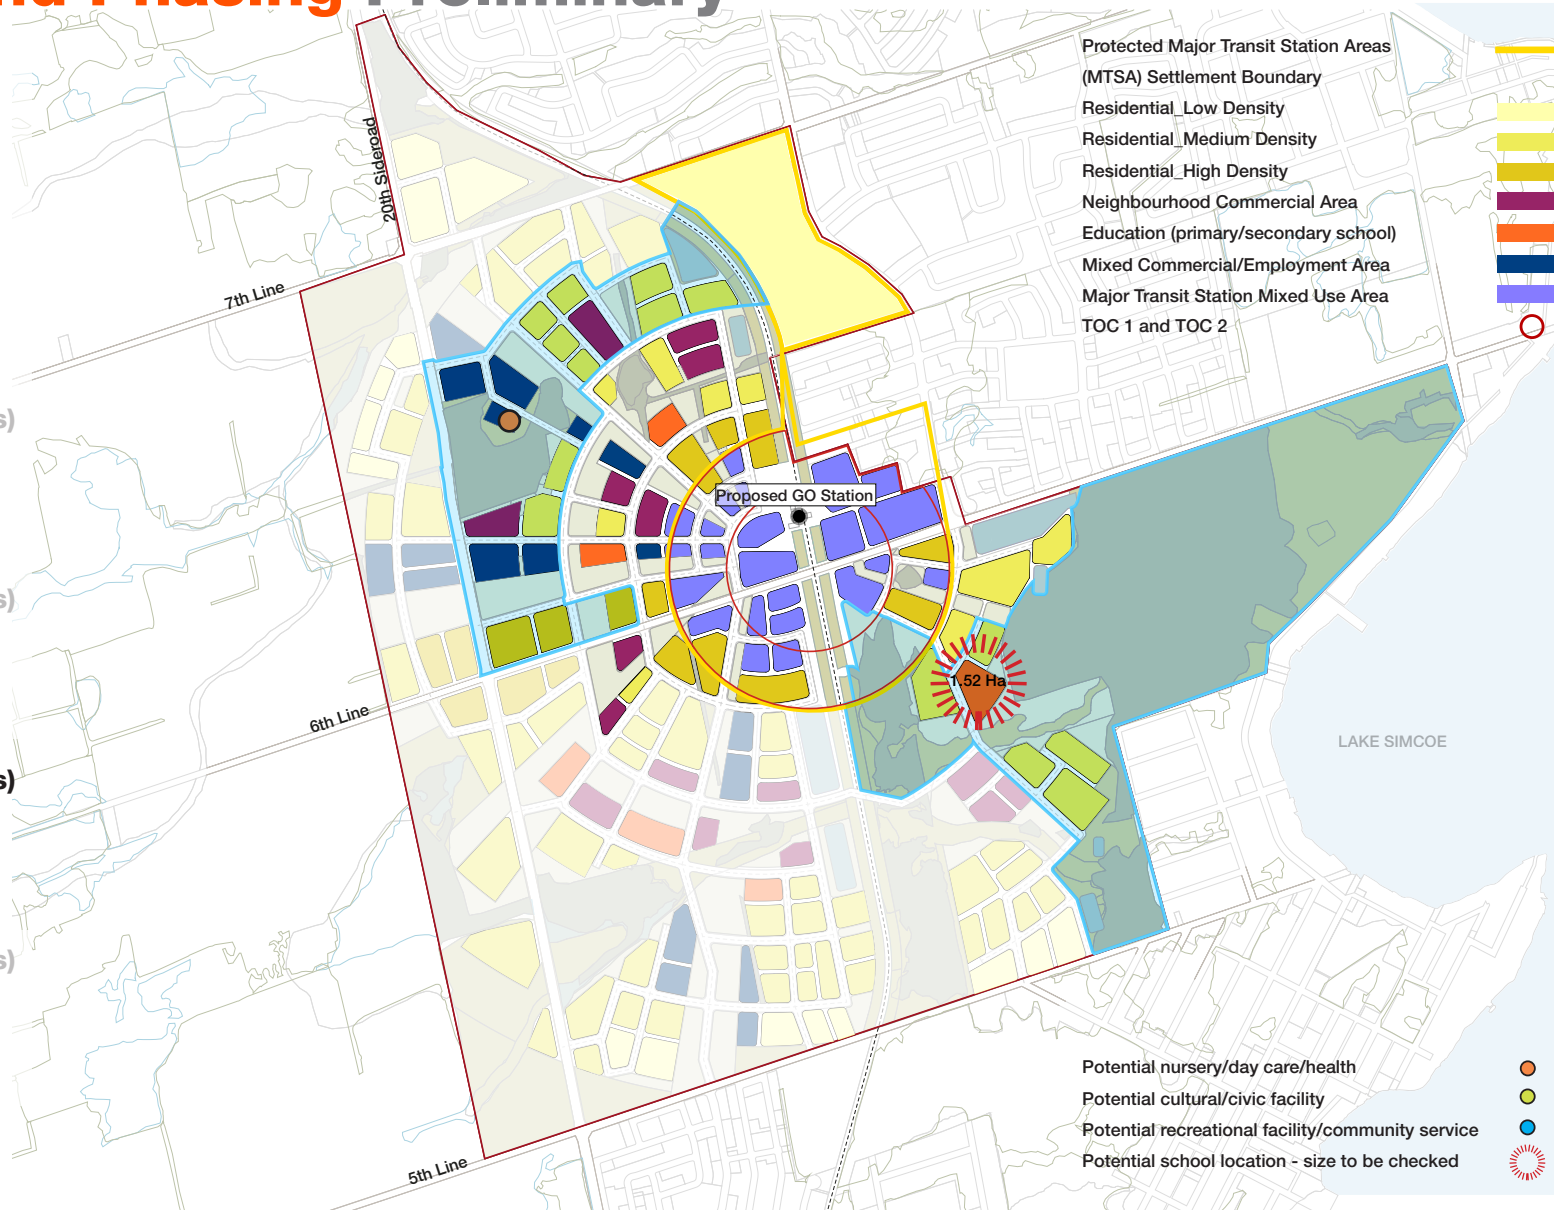 nd Phasing Preliminary
Protected Major Transit Station Areas
(MTSA) Settlement Boundary
Residential_Low Density
Residential_Medium Density
Residential_High Density
Neighbourhood Commercial Area
Education (primary/secondary school)
Mixed Commercial/Employment Area
Major Transit Station Mixed Use Area
TOC 1 and TOC 2
20th Sideroad
7th Line
s)
Proposed GO Station
s)
1.52 Ha
6th Line
LAKE SIMCOE
s)
s)
5th Line
Potential nursery/day care/health
Potential cultural/civic facility
Potential recreational facility/community service
Potential school location - size to be checked